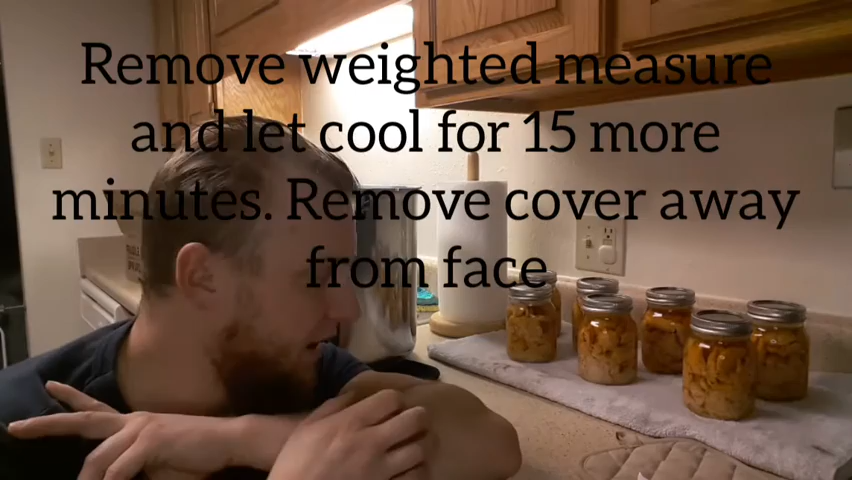 Remove weighted measure
and let cool for 15 more
minutes. Remove cover away
from face